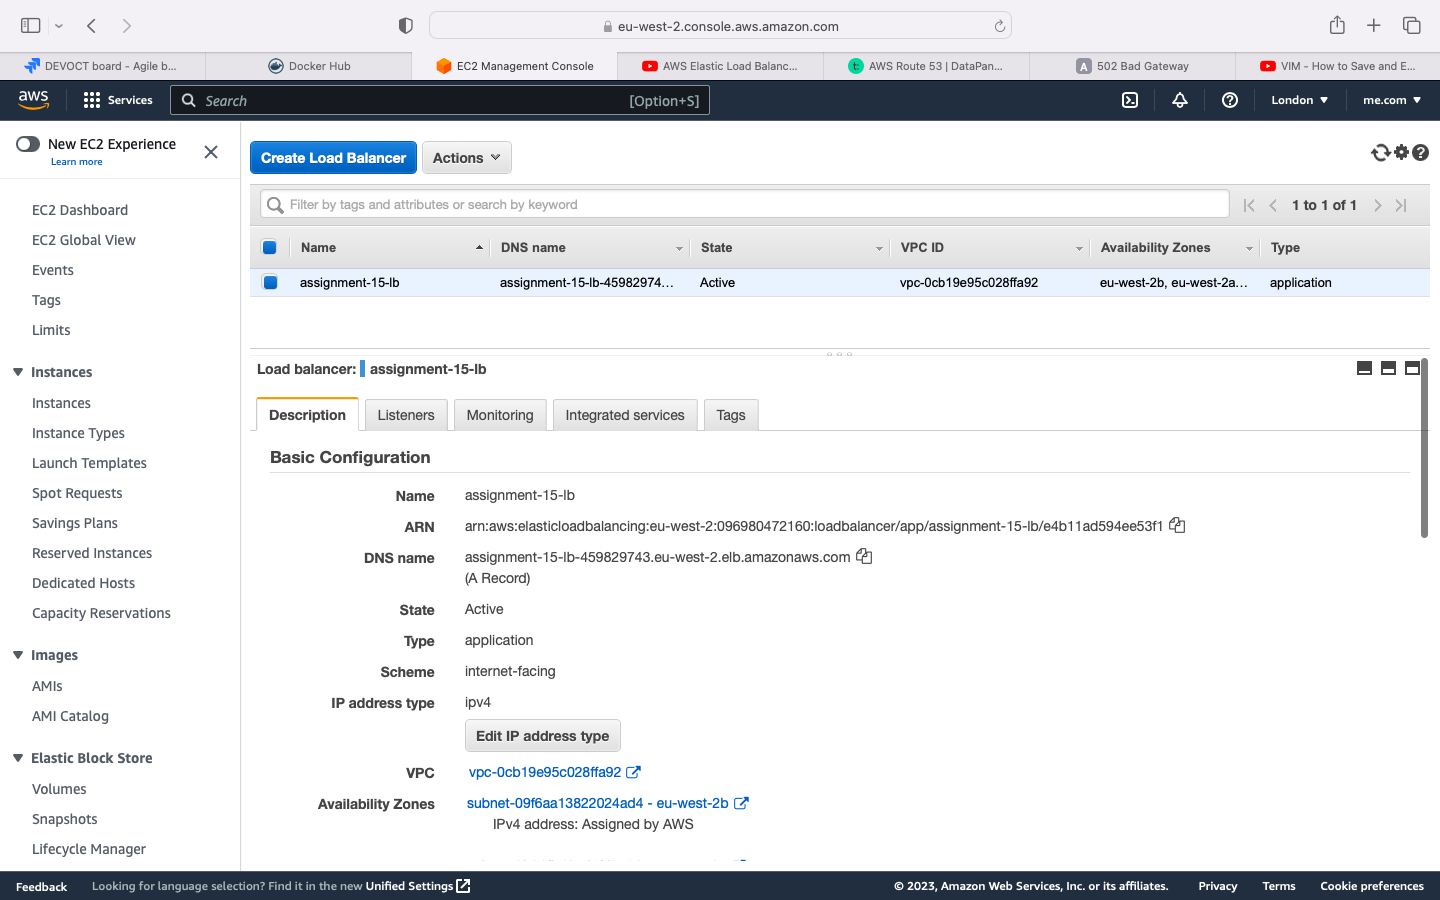 eu-west-2.console.aws.amazon.com
DEVOCT board - Agile b...
Docker Hub
EC2 Management Console
AWS Elastic Load Balanc...
AWS Route 53 | DataPan...
A 502 Bad Gateway
VIM - How to Save and E...
aws Services Search [Option+S] London me.com
New EC2 Experience
Learn more
EC2 Dashboard
EC2 Global View
Events
Tags
Limits
Instances
Instances
Instance Types
Launch Templates
Spot Requests
Savings Plans
Reserved Instances
Dedicated Hosts
Capacity Reservations
Images
AMIs
AMI Catalog
Elastic Block Store
Volumes
Snapshots
Lifecycle Manager
Create Load Balancer Actions
Filter by tags and attributes or search by keyword 1 to 1 of 1
Name DNS name State VPC ID Availability Zones Type
assignment-15-lb assignment-15-lb-45982974... Active vpc-0cb19e95c028ffa92 eu-west-2b, eu-west-2a... application
Load balancer: assignment-15-lb
Description Listeners Monitoring Integrated services Tags
Basic Configuration
Name assignment-15-lb
ARN arn:aws:elasticloadbalancing:eu-west-2:096980472160:loadbalancer/app/assignment-15-lb/e4b11ad594ee53f1
DNS name assignment-15-lb-459829743.eu-west-2.elb.amazonaws.com
(A Record)
State Active
Type application
Scheme internet-facing
IP address type ipv4
Edit IP address type
VPC vpc-0cb19e95c028ffa92
Availability Zones subnet-09f6aa13822024ad4 - eu-west-2b
IPv4 address: Assigned by AWS
Feedback Looking for language selection? Find it in the new Unified Settings © 2023, Amazon Web Services, Inc. or its affiliates. Privacy Terms Cookie preferences